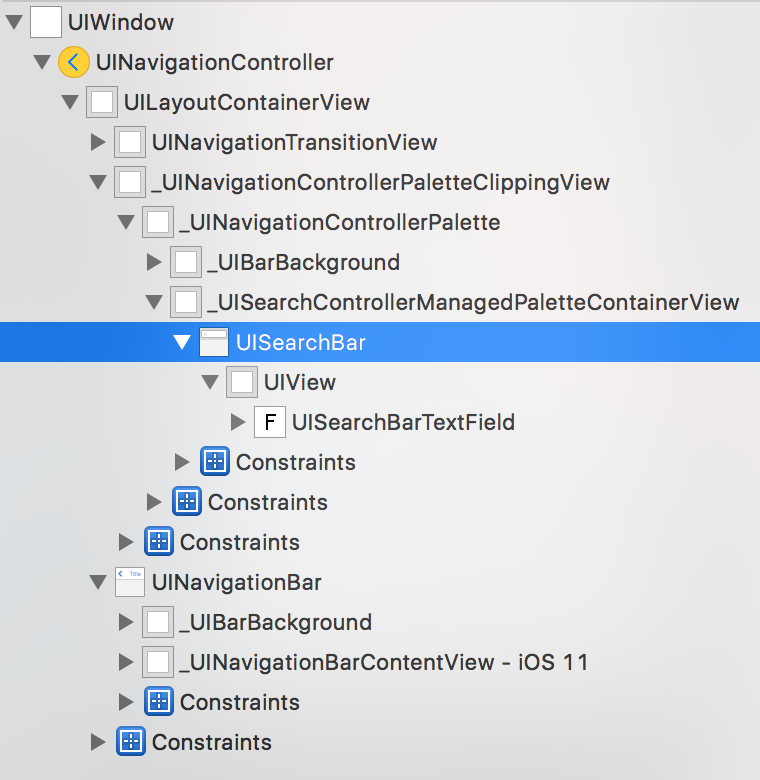 UIWindow
UINavigationController
UILayoutContainerView
UINavigationTransitionView
_UINavigationControllerPaletteClippingView
_UINavigationControllerPalette
_UIBarBackground
_UISearchControllerManagedPaletteContainerView
UISearchBar
UIView
F UISearchBarTextField
Constraints
Constraints
Constraints
Title UINavigationBar
_UIBarBackground
_UINavigationBarContentView - iOS 11
Constraints
Constraints